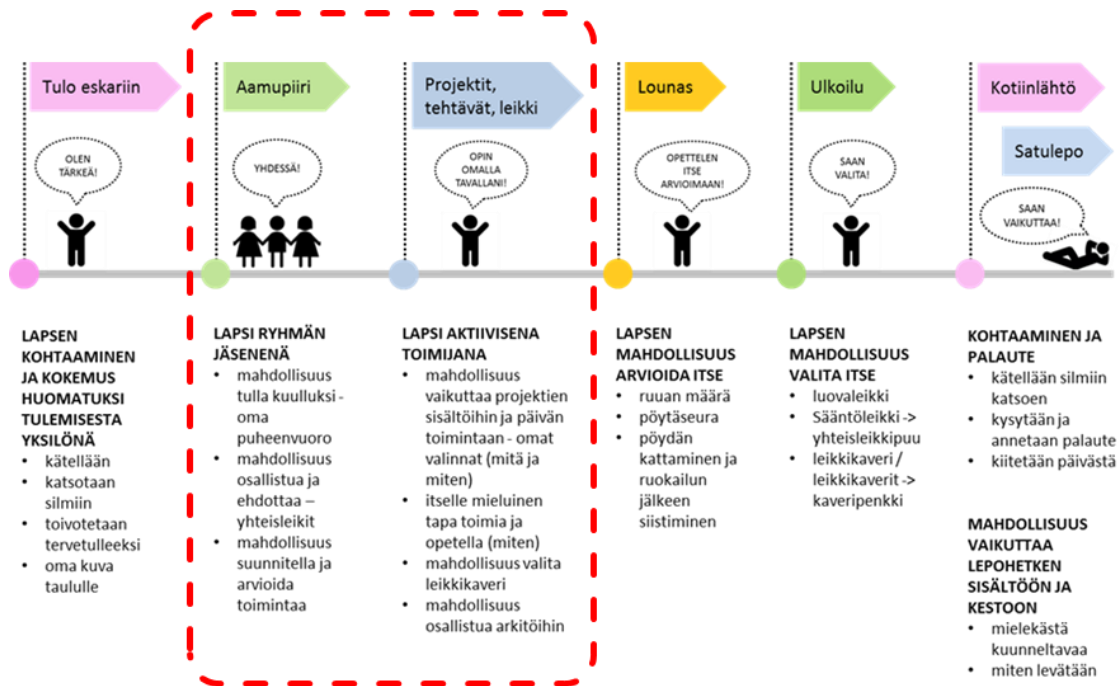 Tulo eskariin
Aamupiiri
Projektit,
tehtävät, leikki
Lounas
Ulkoilu
Kotiinlähtö
Satulepo
OLEN
TÄRKEÄ!
YHDESSÄ!
OPIN
OMALLA
TAVALLANI!
OPETTELEN
ITSE
ARVIOIMAAN!
SAAN
VALITA!
SAAN
VAIKUTTAA!
LAPSEN
KOHTAAMINEN
JA KOKEMUS
HUOMATUKSI
TULEMISESTA
YKSILÖNÄ
• kätellään
• katsotaan
silmiin
• toivotetaan
tervetulleeksi
• oma kuva
taululle
LAPSI RYHMÄN
JÄSENENÄ
• mahdollisuus
tulla kuulluksi -
oma
puheenvuoro
• mahdollisuus
osallistua ja
ehdottaa –
yhteisleikit
• mahdollisuus
suunnitella ja
arvioida
toimintaa
LAPSI AKTIIVISENA
TOIMIJANA
• mahdollisuus
vaikuttaa projektien
sisältöihin ja päivän
toimintaan - omat
valinnat (mitä ja
miten)
• itselle mieluinen
tapa toimia ja
opetella (miten)
• mahdollisuus valita
leikkikaveri
• mahdollisuus
osallistua arkitöihin
LAPSEN
MAHDOLLISUUS
ARVIOIDA ITSE
• ruuan määrä
• pöytäseura
• pöydän
kattaminen ja
ruokailun
jälkeen
siistiminen
LAPSEN
MAHDOLLISUUS
VALITA ITSE
• luovaleikki
• Sääntöleikki ->
yhteisleikkipuu
• leikkikaveri /
leikkikaverit ->
kaveripenkki
KOHTAAMINEN JA
PALAUTE
• kätellään silmiin
katsoen
• kysytään ja
annetaan palaute
• kiitetään päivästä
MAHDOLLISUUS
VAIKUTTAA
LEPOHETKEN
SISÄLTÖÖN JA
KESTOON
• mielekästä
kuunneltavaa
• miten levätään